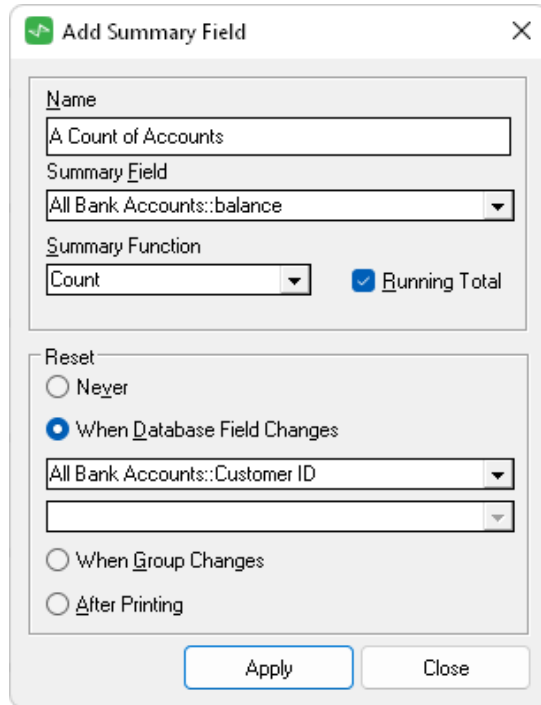 Add Summary Field
Name
A Count of Accounts
Summary Field
All Bank Accounts::balance
Summary Function
Count
Running Total
Reset
Never
When Database Field Changes
All Bank Accounts::Customer ID
When Group Changes
After Printing
Apply Close